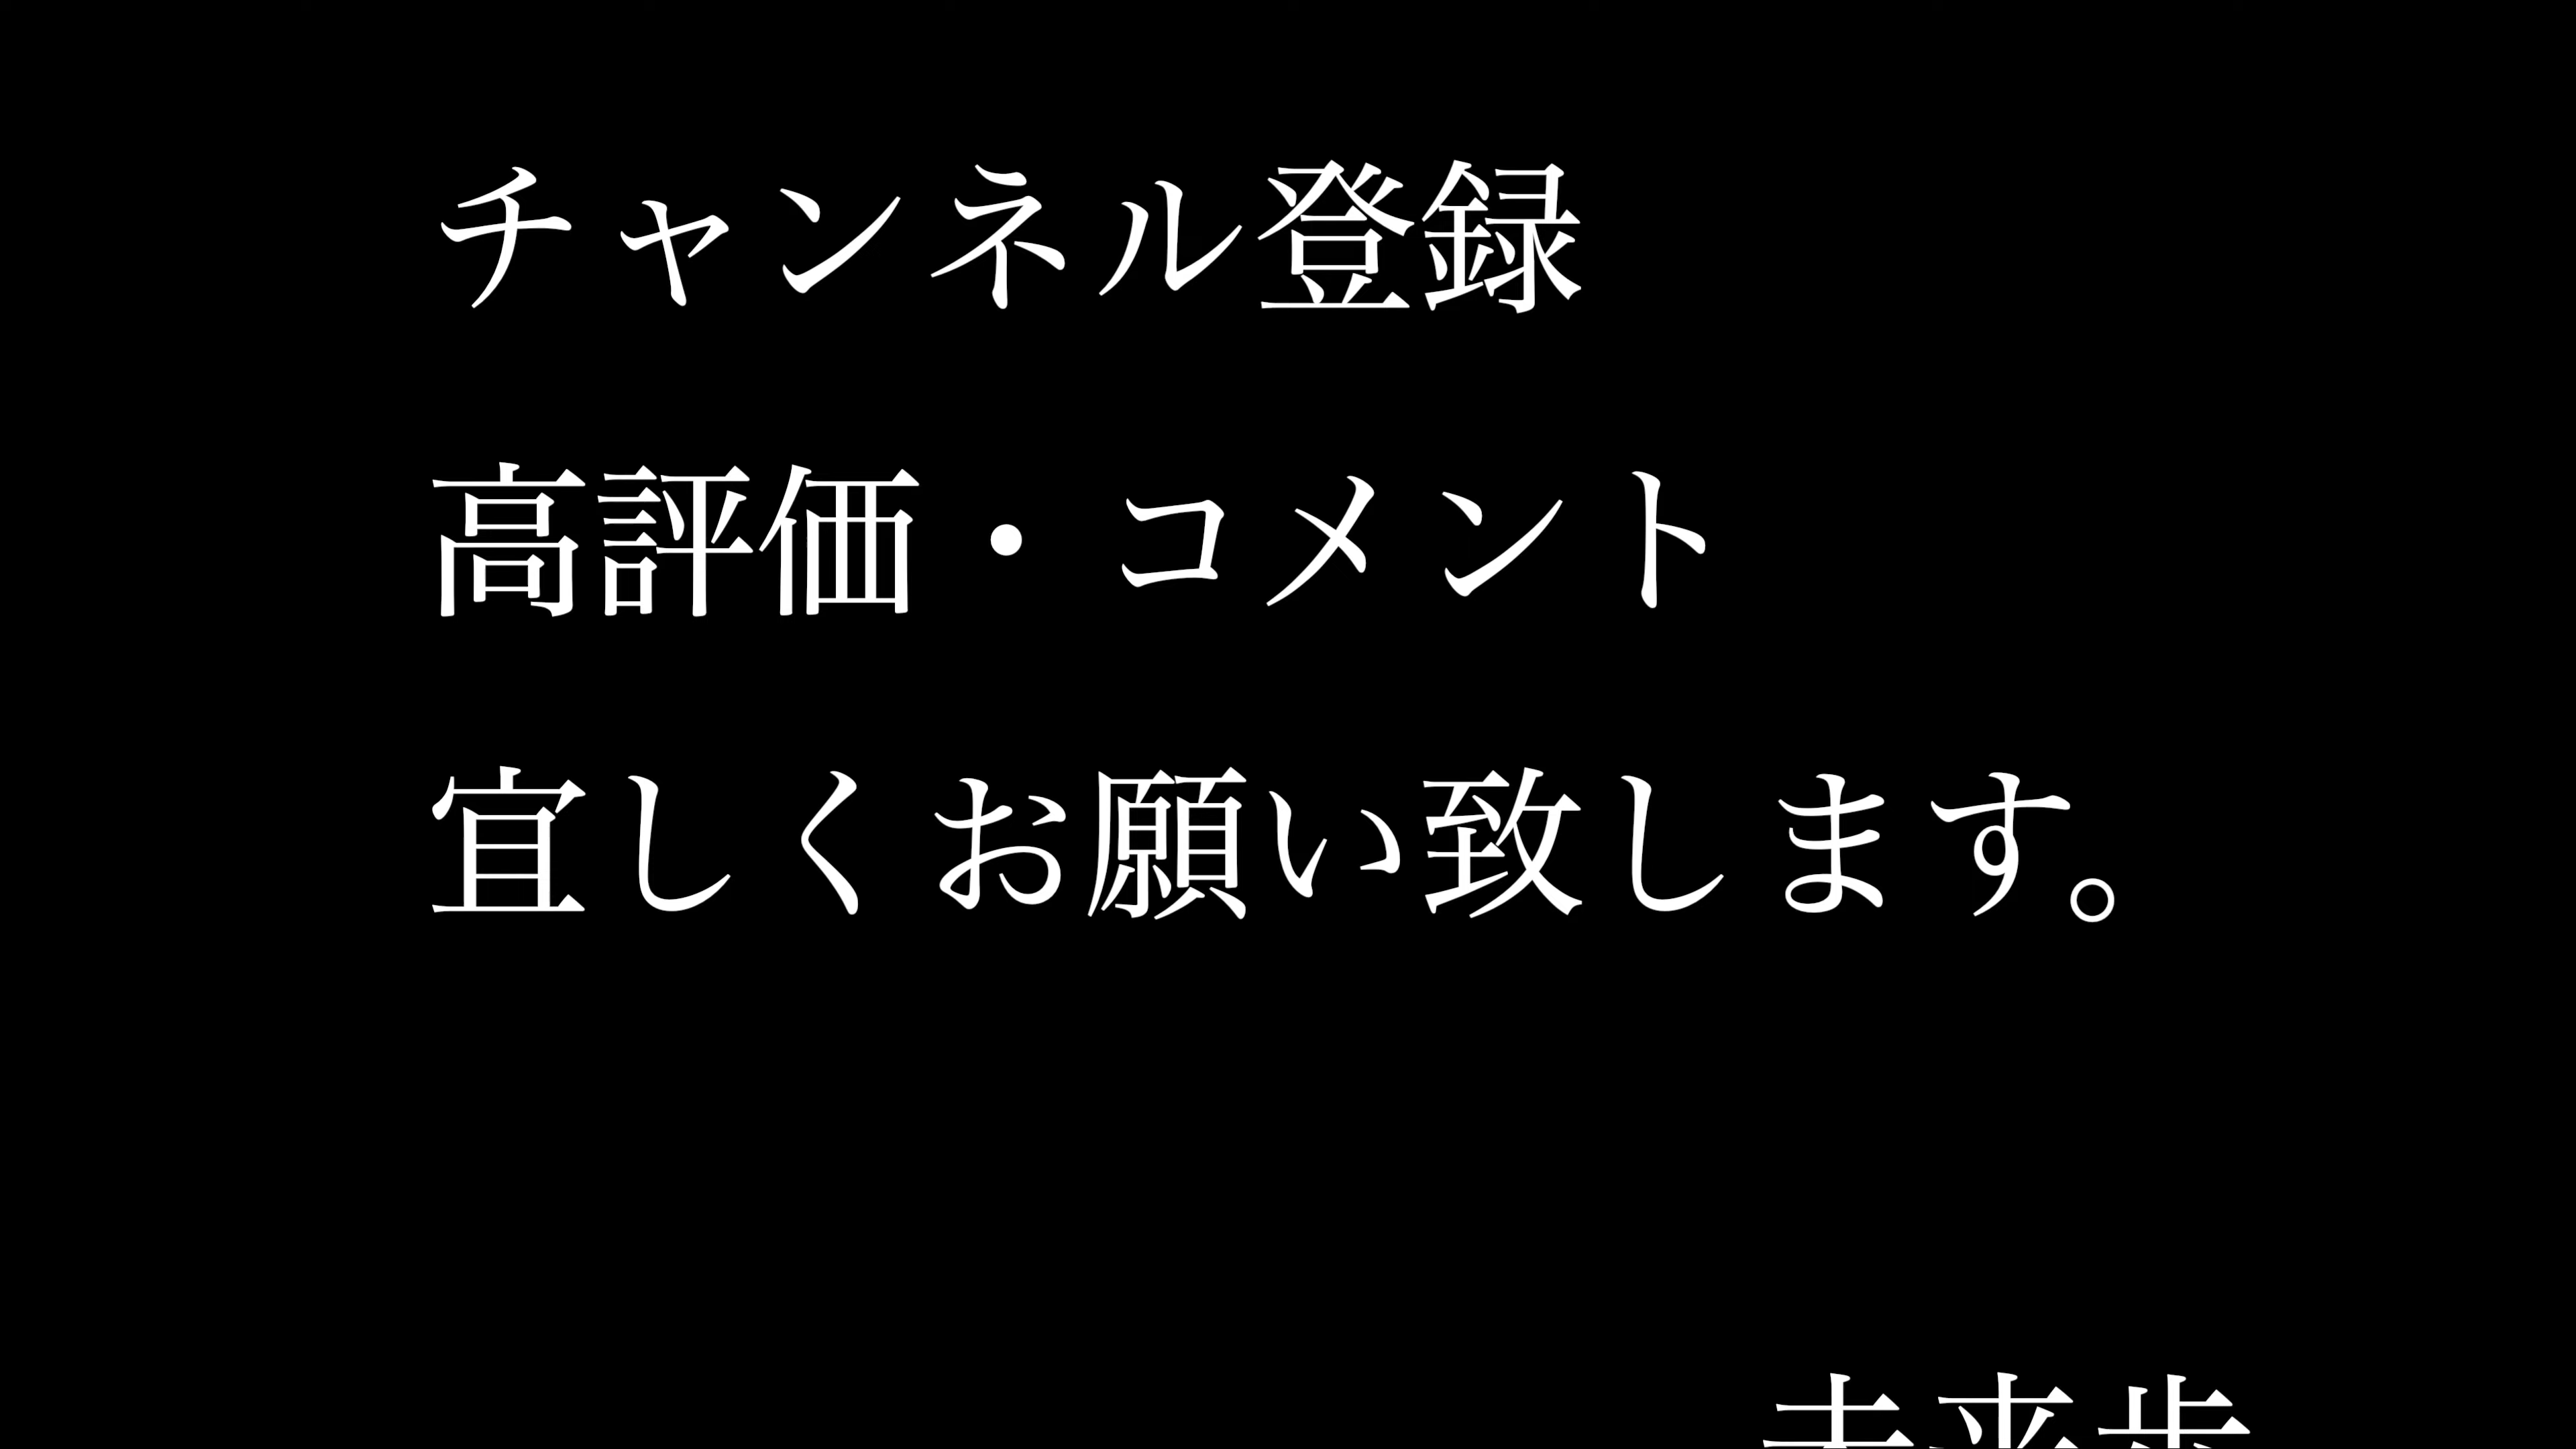 チャンネル登録
高評価・コメント
宜しくお願い致します。